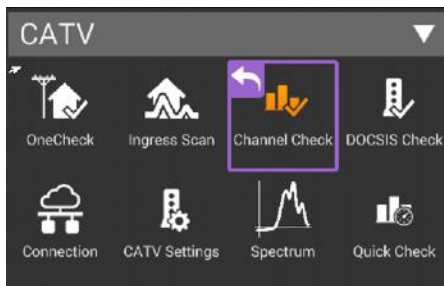 CATV
OneCheck
Ingress Scan
Channel Check
DOCSIS Check
Connection
CATV Settings
Spectrum
Quick Check